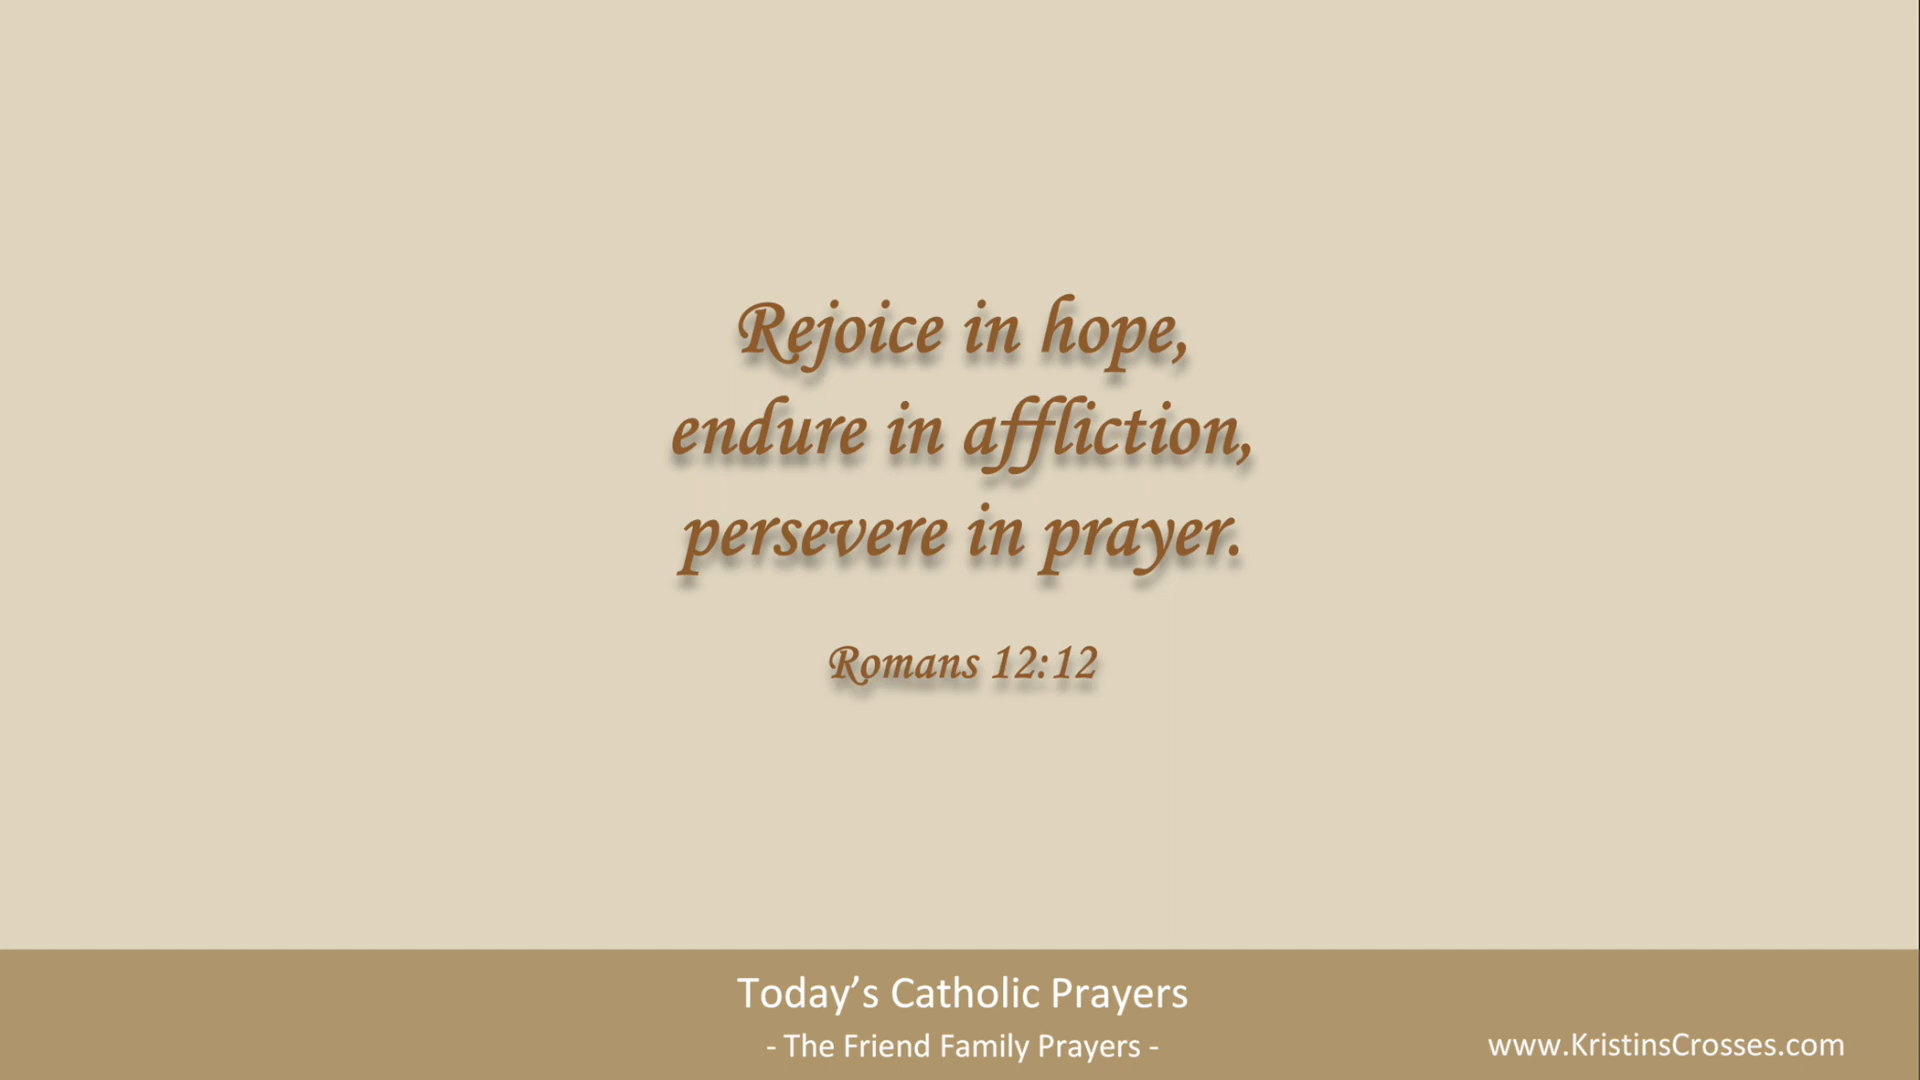 Rejoice in hope,
endure in affliction,
persevere in prayer.
Romans 12:12
Today’s Catholic Prayers
- The Friend Family Prayers -
www.KristinsCrosses.com